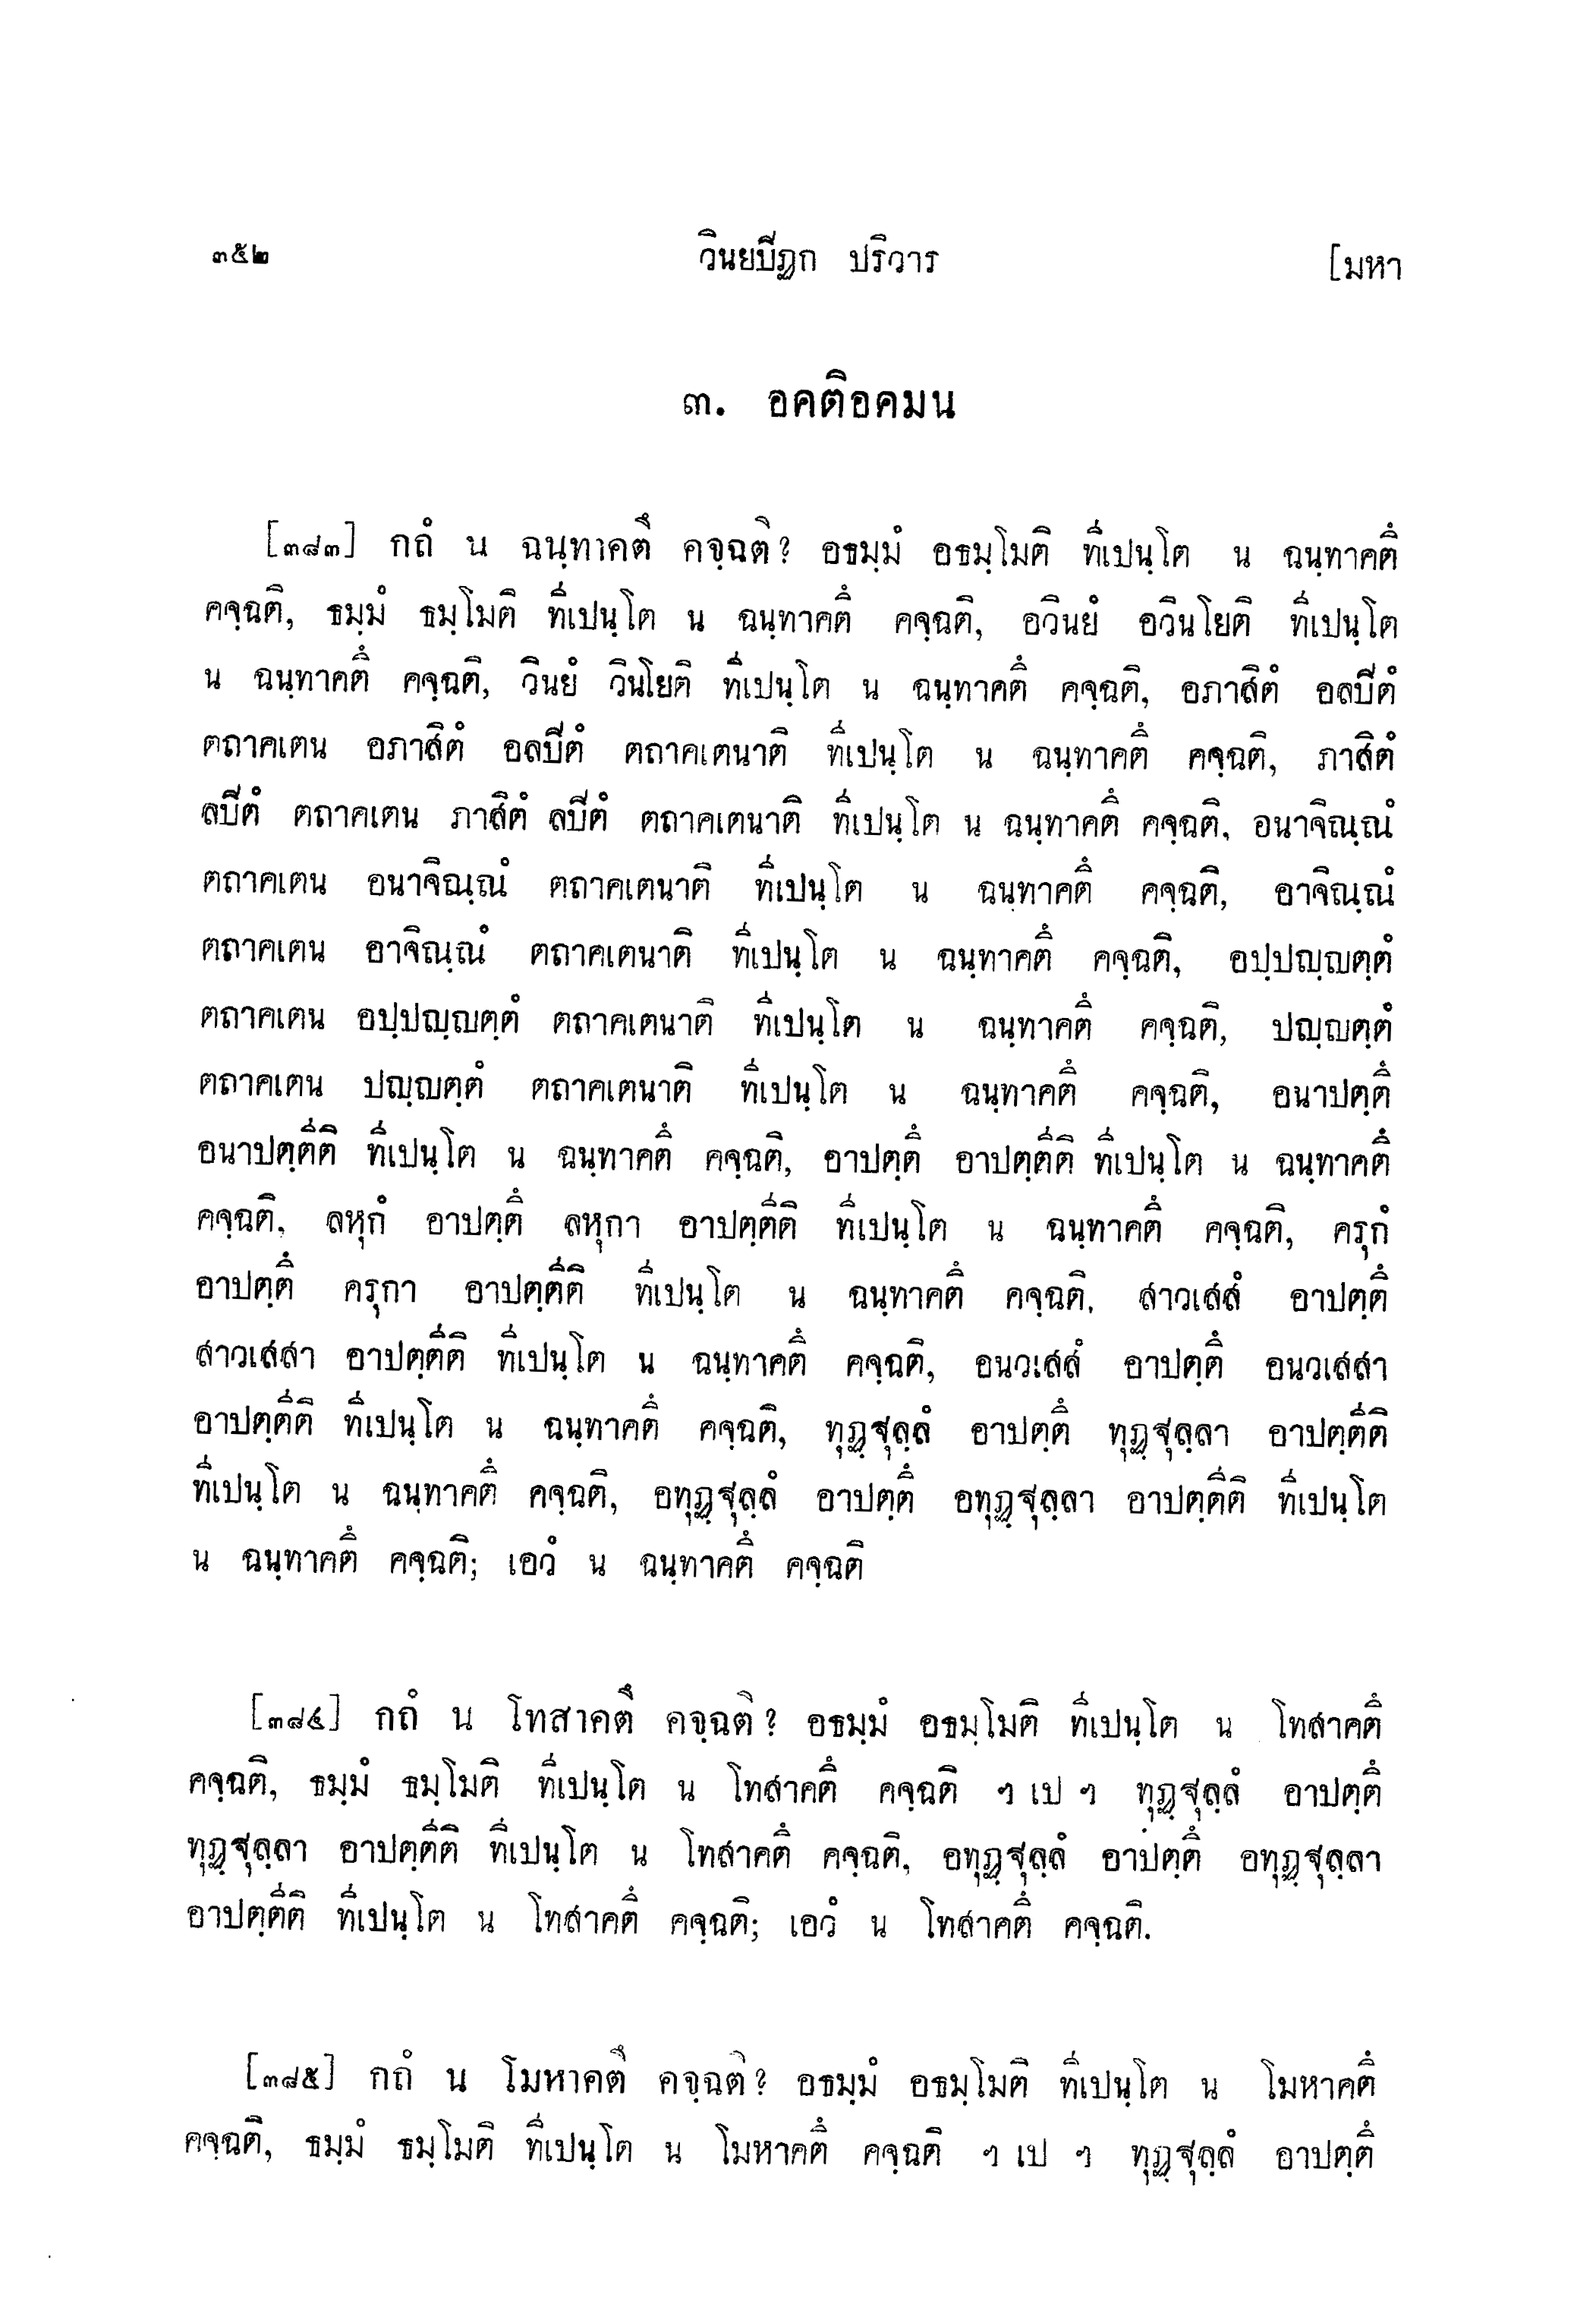 ๓๕๒ วินยปิฏก ปริวาร [มหา
๓. อคติอคมน
[๓๘๓] กถํ น ฉนฺทาคตึ คจฺฉติ? อธมฺมํ อธมฺโมติ ทีเปนฺโต น ฉนฺทาคตึ
คจฺฉติ, ธมฺมํ ธมฺโมติ ทีเปนฺโต น ฉนฺทาคตึ คจฺฉติ, อวินยํ อวินโยติ ทีเปนฺโต
น ฉนฺทาคตึ คจฺฉติ, วินยํ วินโยติ ทีเปนฺโต น ฉนฺทาคตึ คจฺฉติ, อภาสิตํ อลปิตํ
ตถาคเตน อภาสิตํ อลปิตํ ตถาคเตนาติ ทีเปนฺโต น ฉนฺทาคตึ คจฺฉติ, ภาสิตํ
ลปิตํ ตถาคเตน ภาสิตํ ลปิตํ ตถาคเตนาติ ทีเปนฺโต น ฉนฺทาคตึ คจฺฉติ, อนาจิณฺณํ
ตถาคเตน อนาจิณฺณํ ตถาคเตนาติ ทีเปนฺโต น ฉนฺทาคตึ คจฺฉติ, อาจิณฺณํ
ตถาคเตน อาจิณฺณํ ตถาคเตนาติ ทีเปนฺโต น ฉนฺทาคตึ คจฺฉติ, อปฺปญฺญตฺตํ
ตถาคเตน อปฺปญฺญตฺตํ ตถาคเตนาติ ทีเปนฺโต น ฉนฺทาคตึ คจฺฉติ, ปญฺญตฺตํ
ตถาคเตน ปญฺญตฺตํ ตถาคเตนาติ ทีเปนฺโต น ฉนฺทาคตึ คจฺฉติ, อนาปตฺตึ
อนาปตฺตีติ ทีเปนฺโต น ฉนฺทาคตึ คจฺฉติ, อาปตฺตึ อาปตฺตีติ ทีเปนฺโต น ฉนฺทาคตึ
คจฺฉติ, ลหุกํ อาปตฺตึ ลหุกา อาปตฺตีติ ทีเปนฺโต น ฉนฺทาคตึ คจฺฉติ, ครุกํ
อาปตฺตึ ครุกา อาปตฺตีติ ทีเปนฺโต น ฉนฺทาคตึ คจฺฉติ, สาวเสสํ อาปตฺตึ
สาวเสสา อาปตฺตีติ ทีเปนฺโต น ฉนฺทาคตึ คจฺฉติ, อนวเสสํ อาปตฺตึ อนวเสสา
อาปตฺตีติ ทีเปนฺโต น ฉนฺทาคตึ คจฺฉติ, ทุฏฺฐุลฺลํ อาปตฺตึ ทุฏฺฐุลฺลา อาปตฺตีติ
ทีเปนฺโต น ฉนฺทาคตึ คจฺฉติ, อทุฏฺฐุลฺลํ อาปตฺตึ อทุฏฺฐุลฺลา อาปตฺตีติ ทีเปนฺโต
น ฉนฺทาคตึ คจฺฉติ; เอวํ น ฉนฺทาคตึ คจฺฉติ
[๓๘๔] กถํ น โทสาคตึ คจฺฉติ? อธมฺมํ อธมฺโมติ ทีเปนฺโต น โทสาคตึ
คจฺฉติ, ธมฺมํ ธมฺโมติ ทีเปนฺโต น โทสาคตึ คจฺฉติ ฯ เป ฯ ทุฏฺฐุลฺลํ อาปตฺตึ
ทุฏฺฐุลฺลา อาปตฺตีติ ทีเปนฺโต น โทสาคตึ คจฺฉติ, อทุฏฺฐุลฺลํ อาปตฺตึ อทุฏฺฐุลฺลา
อาปตฺตีติ ทีเปนฺโต น โทสาคตึ คจฺฉติ; เอวํ น โทสาคตึ คจฺฉติ.
[๓๘๕] กถํ น โมหาคตึ คจฺฉติ? อธมฺมํ อธมฺโมติ ทีเปนฺโต น โมหาคตึ
คจฺฉติ, ธมฺมํ ธมฺโมติ ทีเปนฺโต น โมหาคตึ คจฺฉติ ฯ เป ฯ ทุฏฺฐุลฺลํ อาปตฺตึ